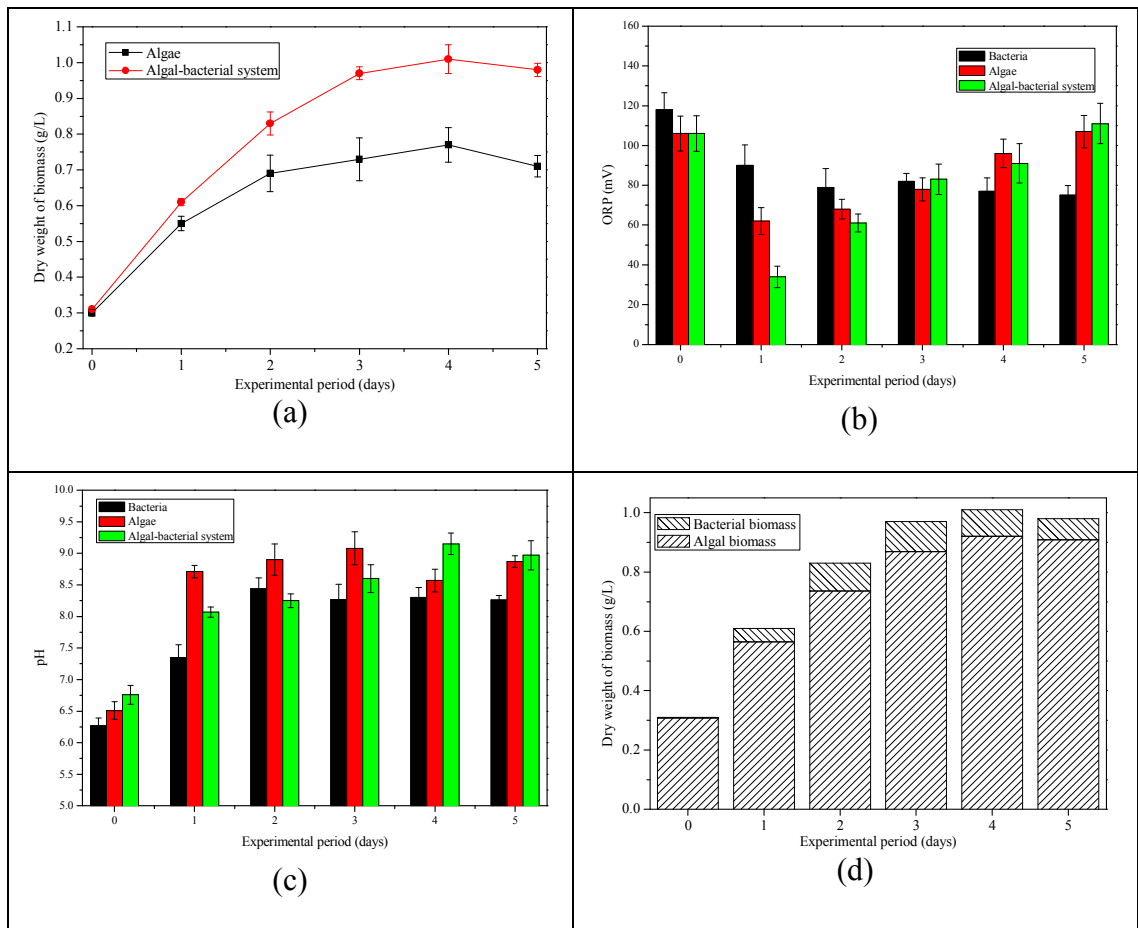 1.1
1.0
0.9
0.8
0.7
0.6
0.5
0.4
0.3
0.2
Dry weight of biomass (g/L)
Algae
Algal-bacterial system
0 1 2 3 4 5
Experimental period (days)
(a)
160
140
120
100
80
60
40
20
0
ORP (mV)
Bacteria
Algae
Algal-bacterial system
0 1 2 3 4 5
Experimental period (days)
(b)
10.0
9.5
9.0
8.5
8.0
7.5
7.0
6.5
6.0
5.5
5.0
pH
Bacteria
Algae
Algal-bacterial system
0 1 2 3 4 5
Experimental period (days)
(c)
1.0
0.8
0.6
0.4
0.2
0.0
Dry weight of biomass (g/L)
Bacterial biomass
Algal biomass
0 1 2 3 4 5
Experimental period (days)
(d)